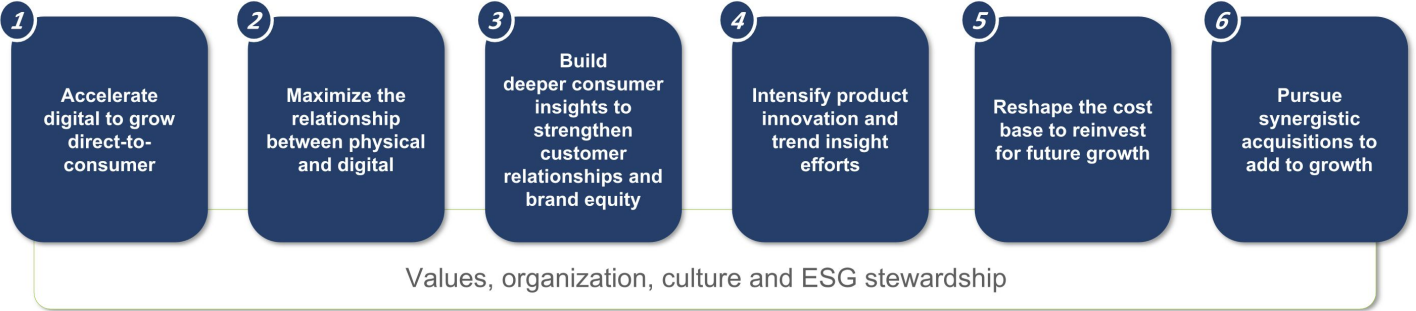 1
Accelerate
digital to grow
direct-to-
consumer
2
Maximize the
relationship
between physical
and digital
3
Build
deeper consumer
insights to
strengthen
customer
relationships and
brand equity
4
Intensify product
innovation and
trend insight
efforts
5
Reshape the cost
base to reinvest
for future growth
6
Pursue
synergistic
acquisitions to
add to growth
Values, organization, culture and ESG stewardship